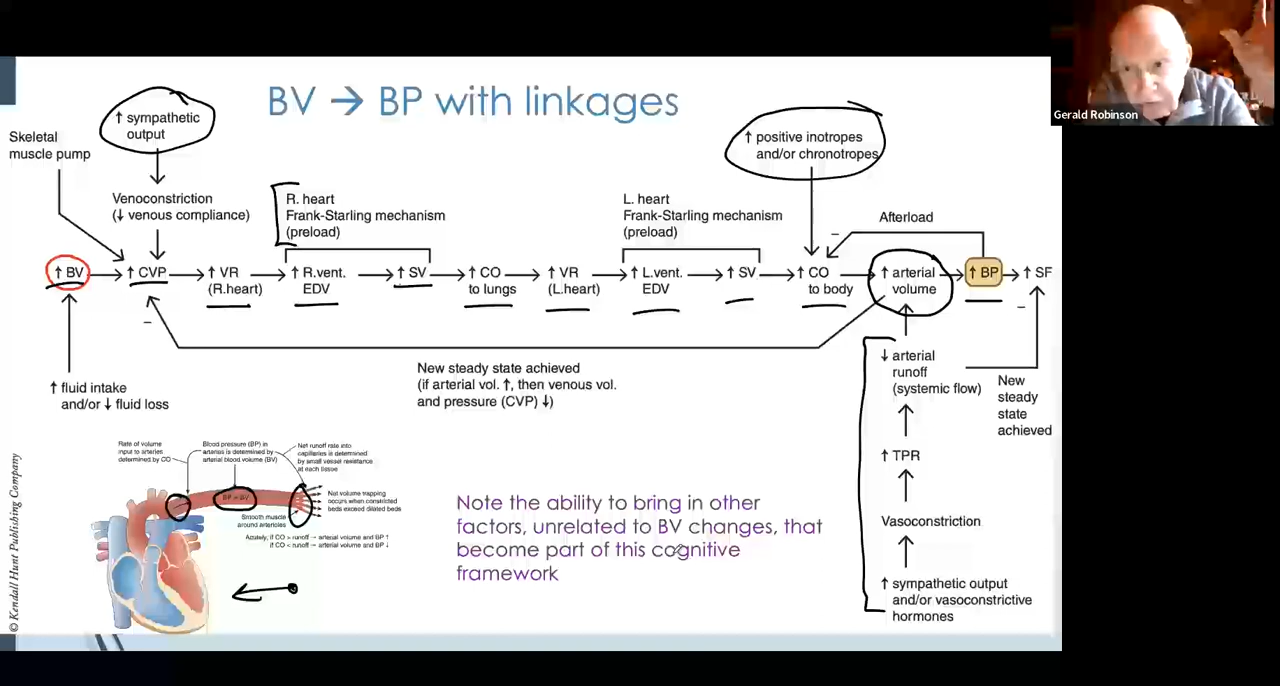 BV → BP with linkages
Gerald Robinson
↑ sympathetic
output
Skeletal
muscle pump
↑ positive inotropes
and/or chronotropes
Venoconstriction
(↓ venous compliance)
R. heart
Frank-Starling mechanism
(preload)
L. heart
Frank-Starling mechanism
(preload)
Afterload
–
↑ BV
↑ CVP
↑ VR
(R.heart)
↑ R.vent.
EDV
↑ SV
↑ CO
to lungs
↑ VR
(L.heart)
↑ L.vent.
EDV
↑ SV
↑ CO
to body
↑ arterial
volume
↑ BP
↑ SF
–
–
New steady state achieved
(if arterial vol. ↑, then venous vol.
and pressure (CVP) ↓)
↑ fluid intake
and/or ↓ fluid loss
↓ arterial
runoff
(systemic flow)
New
steady
state
achieved
↑ TPR
Vasoconstriction
↑ sympathetic output
and/or vasoconstrictive
hormones
Rate of volume
input to arteries
determined by CO
Blood pressure (BP) in
arteries is determined by
arterial blood volume (BV)
Net runoff rate into
capillaries is determined
by small vessel resistance
at each tissue
BP ≈ BV
Net volume trapping
occurs when constricted
beds exceed dilated beds
Smooth muscle
around arterioles
Acutely, if CO > runoff → arterial volume and BP ↑
if CO < runoff → arterial volume and BP ↓
Note the ability to bring in other
factors, unrelated to BV changes, that
become part of this cognitive
framework
© Kendall Hunt Publishing Company